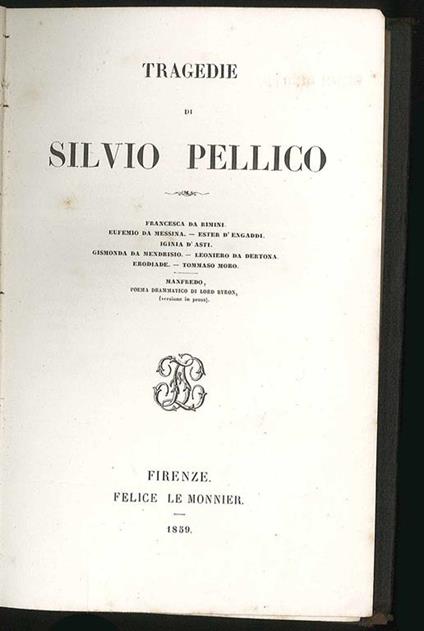 TRAGEDIE
DI
SILVIO PELLICO
FRANCESCA DA RIMINI.
EUFEMIO DA MESSINA. — ESTER D'ENGADDI.
IGINIA D'ASTI.
GISMONDA DA MENDRISIO. — LEONIERO DA DERTONA.
ERODIADE. — TOMMASO MORO.
MANFREDO,
POEMA DRAMMATICO DI LORD BYRON,
(versione in prosa).
FIRENZE.
FELICE LE MONNIER.
1859.